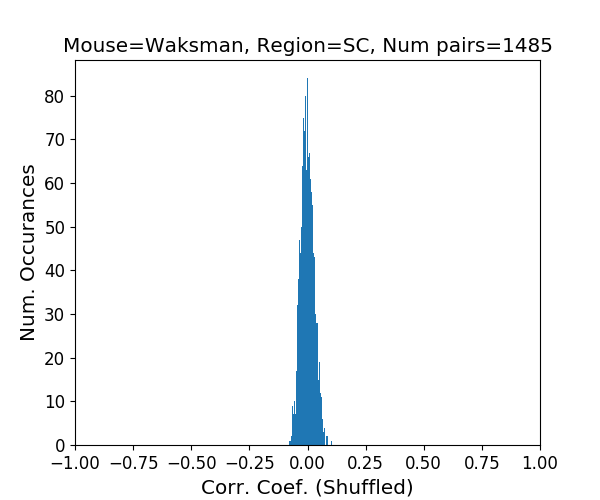 Mouse=Waksman, Region=SC, Num pairs=1485
80
70
60
50
40
30
20
10
0
Num. Occurances
−1.00 −0.75 −0.50 −0.25 0.00 0.25 0.50 0.75 1.00
Corr. Coef. (Shuffled)